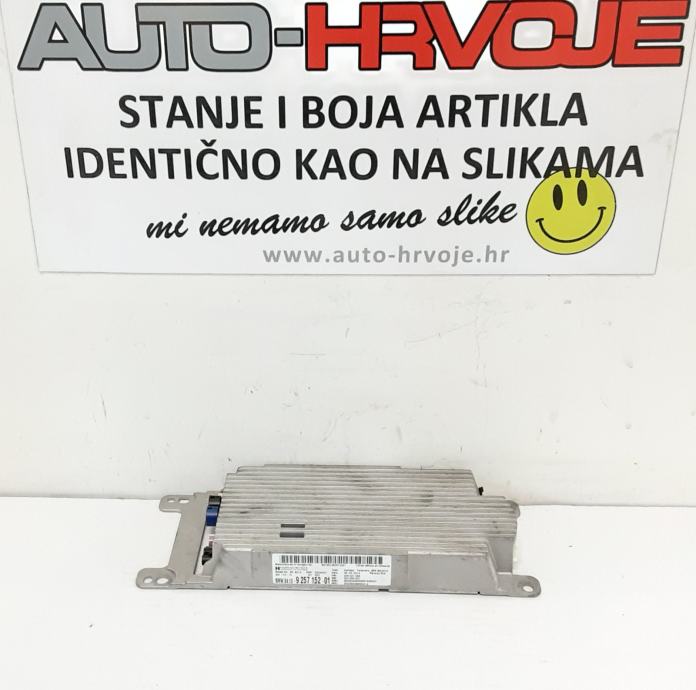 AUTO-HRVOJE
STANJE I BOJA ARTIKLA
IDENTIČNO KAO NA SLIKAMA
mi nemamo samo slike
www.auto-hrvoje.hr
9 257 152 01